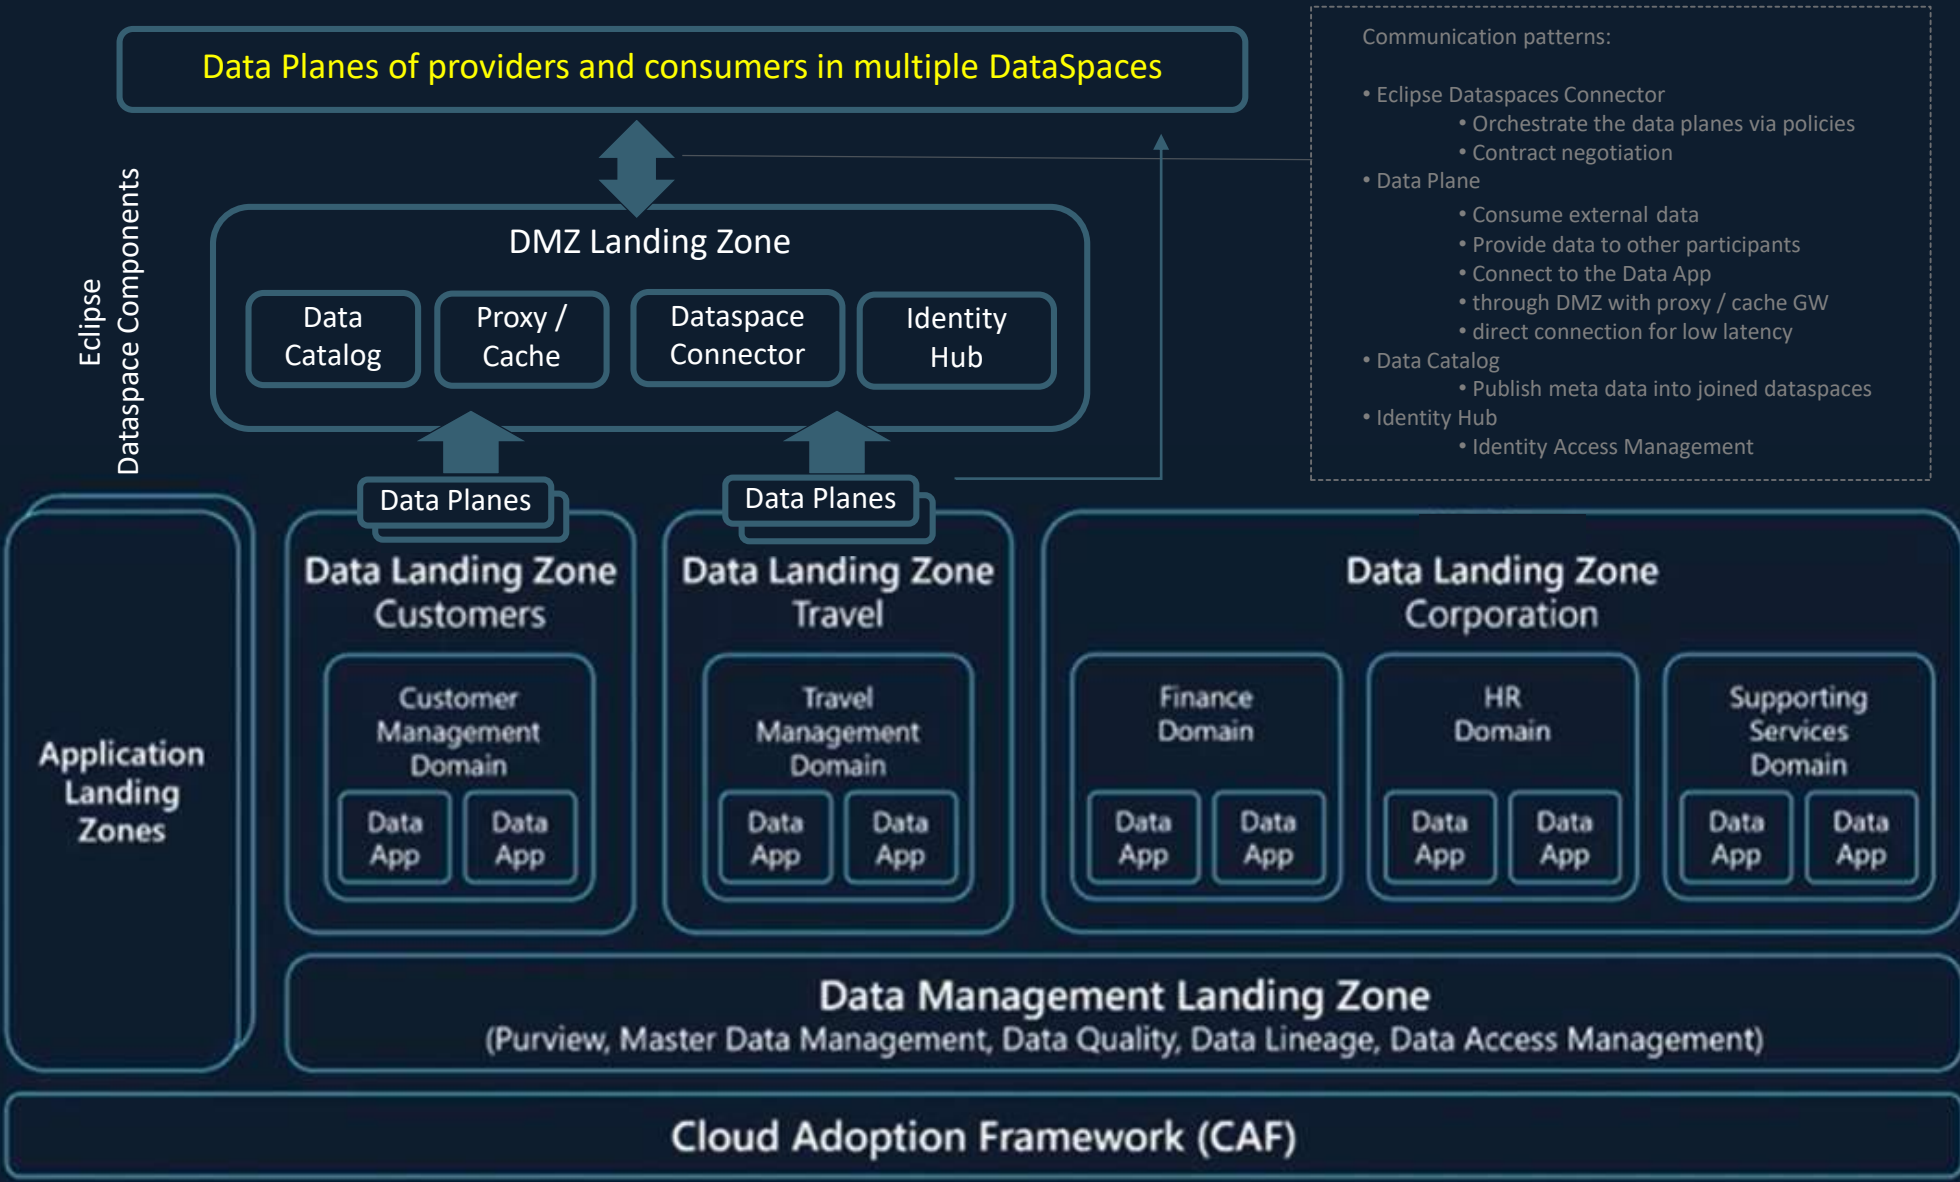 Data Planes of providers and consumers in multiple DataSpaces
Communication patterns:
• Eclipse Dataspaces Connector
• Orchestrate the data planes via policies
• Contract negotiation
• Data Plane
• Consume external data
• Provide data to other participants
• Connect to the Data App
• through DMZ with proxy / cache GW
• direct connection for low latency
• Data Catalog
• Publish meta data into joined dataspaces
• Identity Hub
• Identity Access Management
Eclipse
Dataspace Components
DMZ Landing Zone
Data
Catalog
Proxy /
Cache
Dataspace
Connector
Identity
Hub
Data Planes
Data Planes
Application
Landing
Zones
Data Landing Zone
Customers
Customer
Management
Domain
Data
App
Data
App
Data Landing Zone
Travel
Travel
Management
Domain
Data
App
Data
App
Data Landing Zone
Corporation
Finance
Domain
Data
App
Data
App
HR
Domain
Data
App
Data
App
Supporting
Services
Domain
Data
App
Data
App
Data Management Landing Zone
(Purview, Master Data Management, Data Quality, Data Lineage, Data Access Management)
Cloud Adoption Framework (CAF)